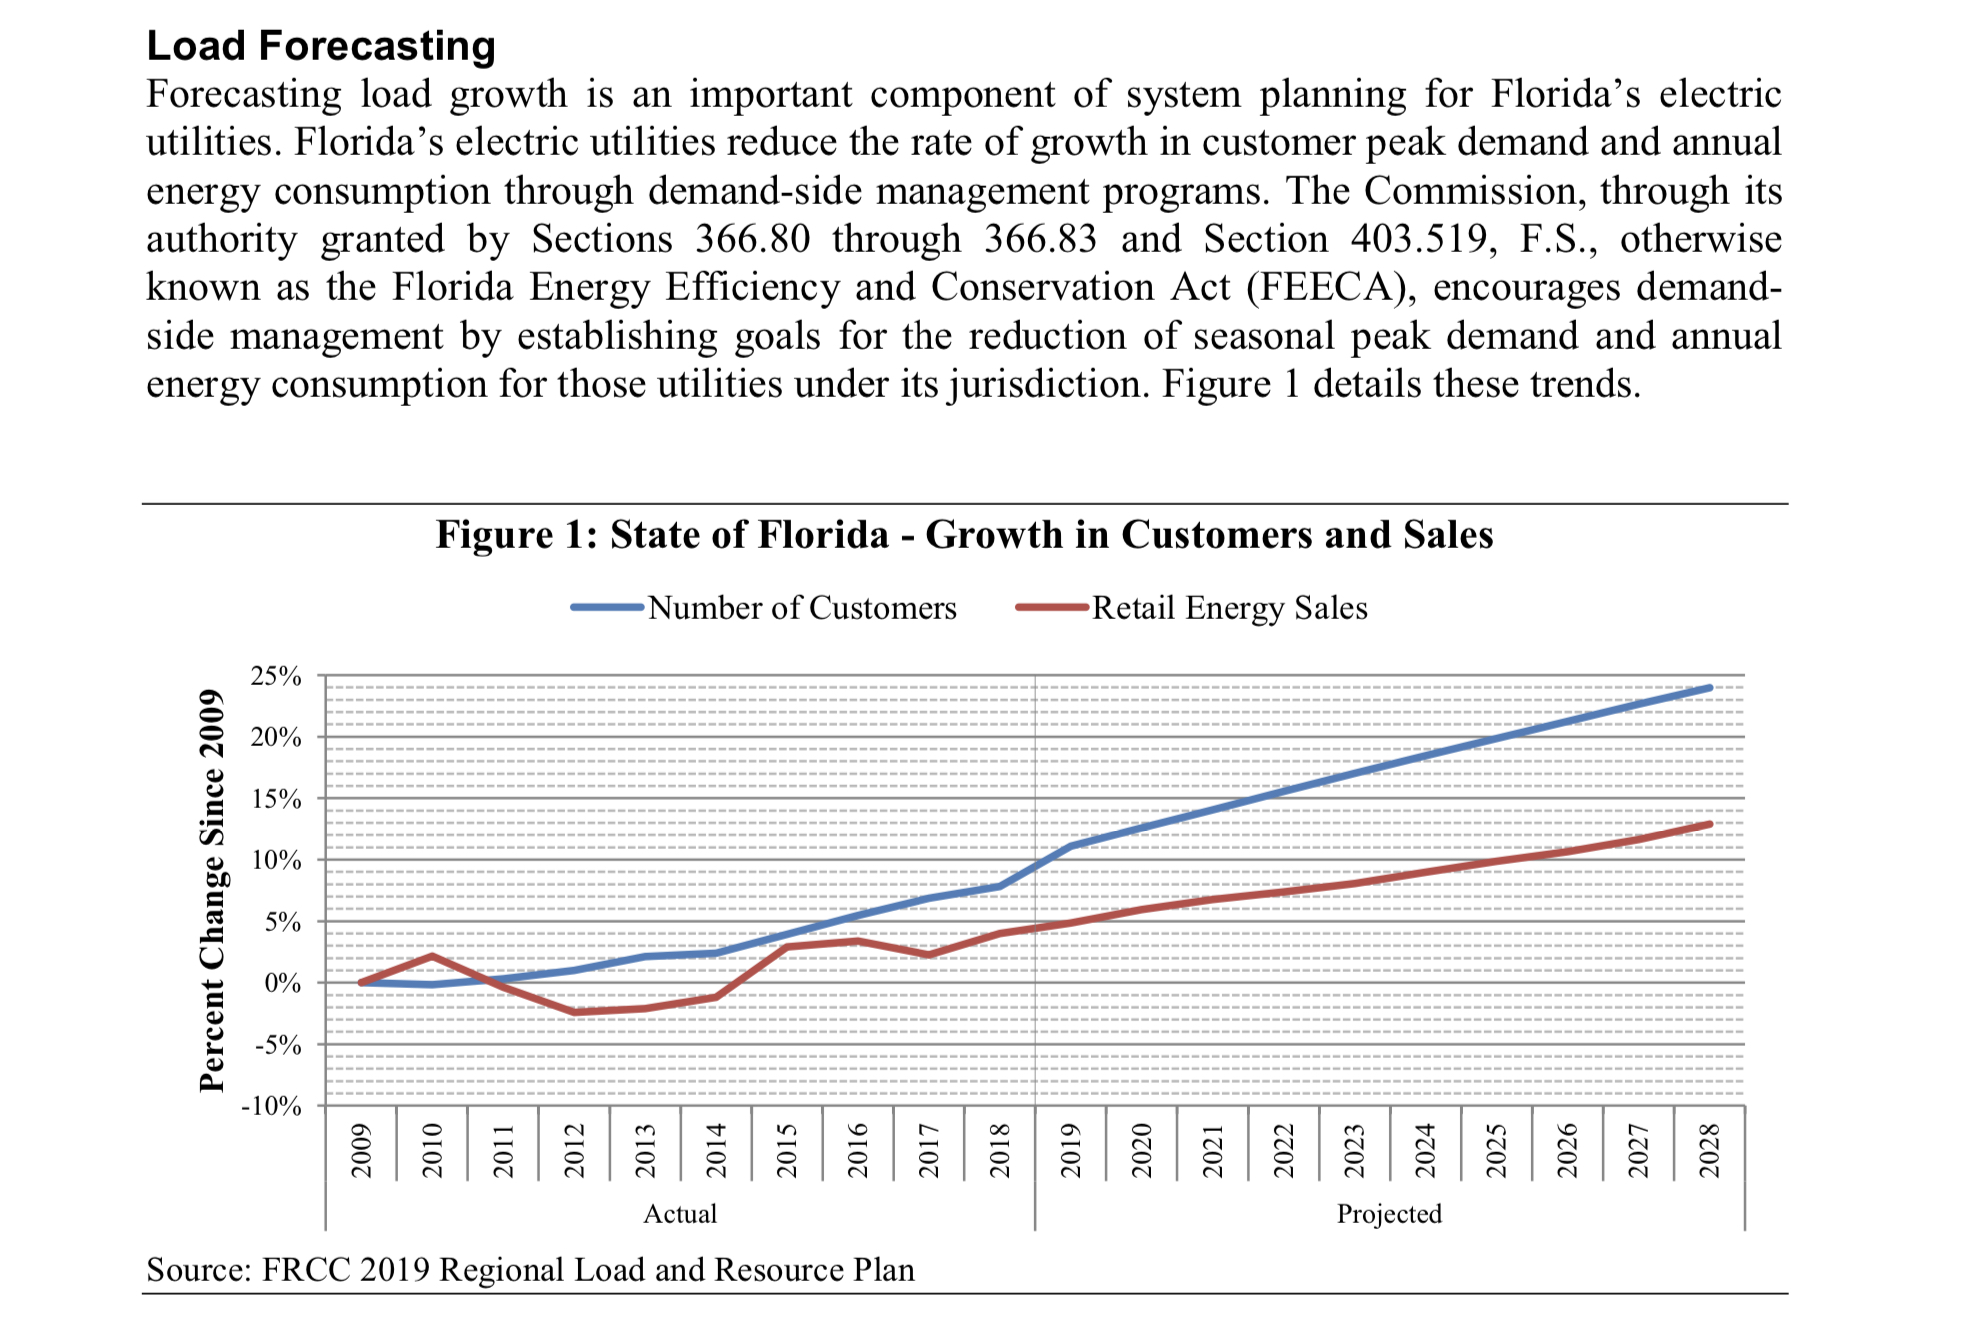 Load Forecasting
Forecasting load growth is an important component of system planning for Florida’s electric
utilities. Florida’s electric utilities reduce the rate of growth in customer peak demand and annual
energy consumption through demand-side management programs. The Commission, through its
authority granted by Sections 366.80 through 366.83 and Section 403.519, F.S., otherwise
known as the Florida Energy Efficiency and Conservation Act (FEECA), encourages demand-
side management by establishing goals for the reduction of seasonal peak demand and annual
energy consumption for those utilities under its jurisdiction. Figure 1 details these trends.
Figure 1: State of Florida - Growth in Customers and Sales
Number of Customers Retail Energy Sales
Percent Change Since 2009
25%
20%
15%
10%
5%
0%
-5%
-10%
2009 2010 2011 2012 2013 2014 2015 2016 2017 2018 2019 2020 2021 2022 2023 2024 2025 2026 2027 2028
Actual Projected
Source: FRCC 2019 Regional Load and Resource Plan